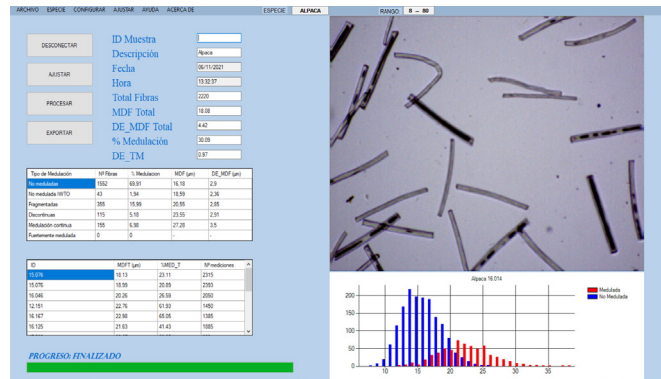 ARCHIVO ESPECIE CONFIGURAR AJUSTAR AYUDA ACERCA DE ESPECIE ALPACA RANGO: 8 -- 80
DESCONECTAR
AJUSTAR
PROCESAR
EXPORTAR
ID Muestra
Descripción Alpaca
Fecha 06/11/2021
Hora 13:32:37
Total Fibras 2220
MDF Total 18.08
DE_MDF Total 4.42
% Medulación 30.09
DE_TM 0.97
Tipo de Medulación Nº Fibras % Medulacion MDF (µm) DE_MDF (µm)
No meduladas 1552 69,91 16,18 2,9
No medulada IWTO 43 1,94 18,59 2,36
Fragmentadas 355 15,99 20,55 2,85
Discontinuas 115 5,18 23,55 2,91
Medulación continua 155 6,98 27,28 3,5
Fuertemente medulada 0 0 - -
ID MDFT (µm) %MED_T Nº mediciones
15.076 18.13 23.11 2315
15.075 18.99 20.89 2393
16.046 20.26 26.59 2050
12.151 22.76 61.93 1450
16.167 22.98 65.05 1385
16.125 21.63 41.43 1885
PROGRESO: FINALIZADO
Alpaca 16.014
Medulada
No Medulada
200
150
100
50
0
10 15 20 25 30 35